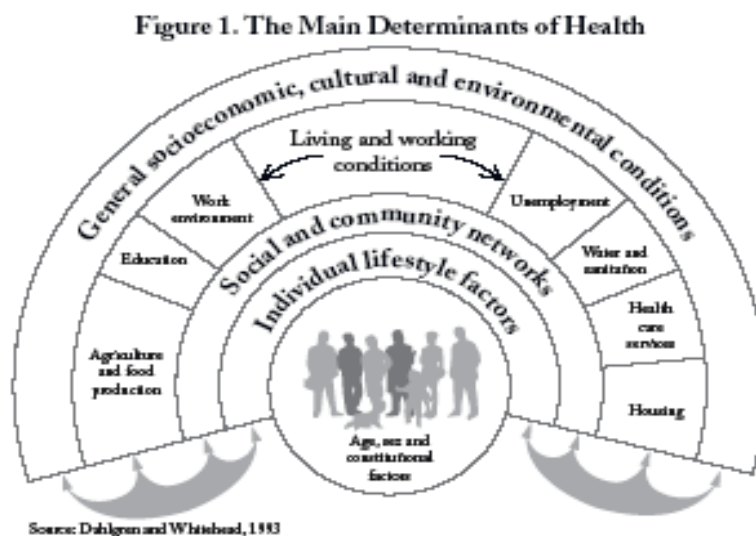 Figure 1. The Main Determinants of Health
General socioeconomic, cultural and environmental conditions
Living and working
conditions
Work
environment
Unemployment
Education
Water and
sanitation
Social and community networks
Individual lifestyle factors
Agriculture
and food
production
Health
care
services
Housing
Age, sex and
constitutional
factors
Source: Dahlgren and Whitehead, 1993